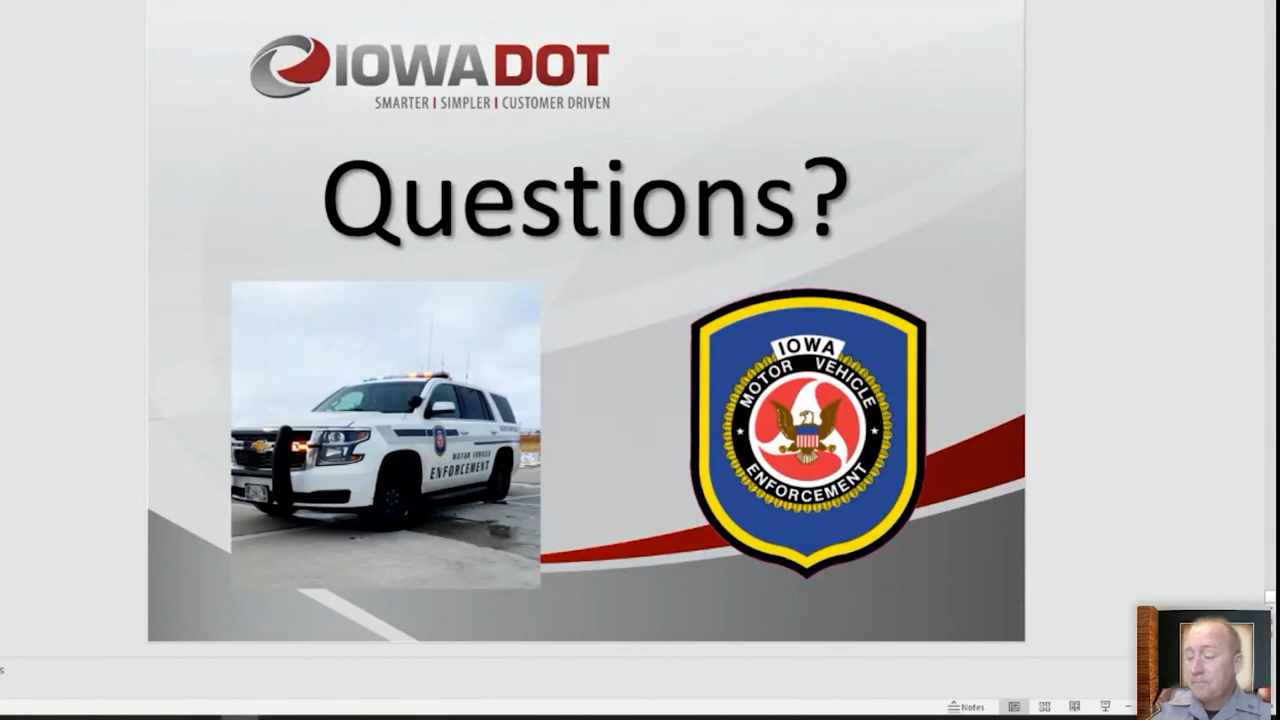 IOWADOT
SMARTER | SIMPLER | CUSTOMER DRIVEN
Questions?
MOTOR VEHICLE
ENFORCEMENT
IOWA
MOTOR VEHICLE
ENFORCEMENT
Notes